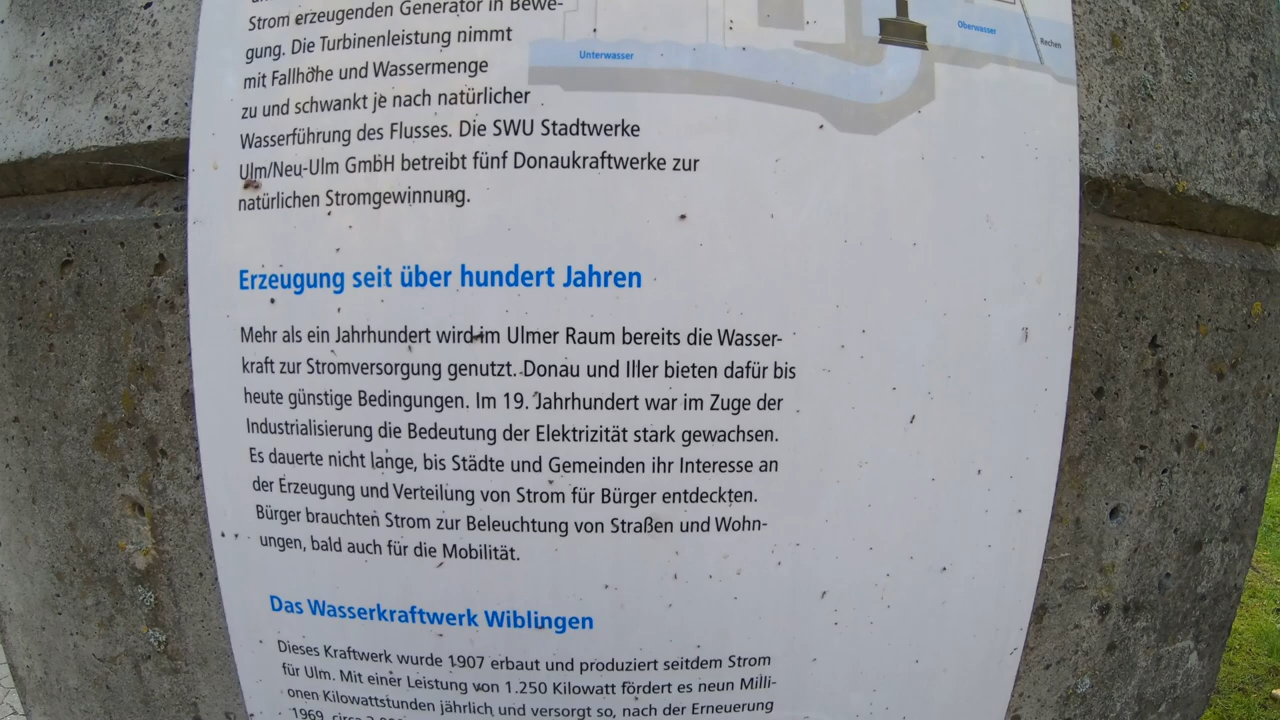 Strom erzeugenden Generator in Bewe-
gung. Die Turbinenleistung nimmt
mit Fallhöhe und Wassermenge
zu und schwankt je nach natürlicher
Wasserführung des Flusses. Die SWU Stadtwerke
Ulm/Neu-Ulm GmbH betreibt fünf Donaukraftwerke zur
natürlichen Stromgewinnung.
Unterwasser
Oberwasser
Rechen
Erzeugung seit über hundert Jahren
Mehr als ein Jahrhundert wird im Ulmer Raum bereits die Wasser-
kraft zur Stromversorgung genutzt. Donau und Iller bieten dafür bis
heute günstige Bedingungen. Im 19. Jahrhundert war im Zuge der
Industrialisierung die Bedeutung der Elektrizität stark gewachsen.
Es dauerte nicht lange, bis Städte und Gemeinden ihr Interesse an
der Erzeugung und Verteilung von Strom für Bürger entdeckten.
Bürger brauchten Strom zur Beleuchtung von Straßen und Wohn-
ungen, bald auch für die Mobilität.
Das Wasserkraftwerk Wiblingen
Dieses Kraftwerk wurde 1907 erbaut und produziert seitdem Strom
für Ulm. Mit einer Leistung von 1.250 Kilowatt fördert es neun Milli-
onen Kilowattstunden jährlich und versorgt so, nach der Erneuerung
1969, circa